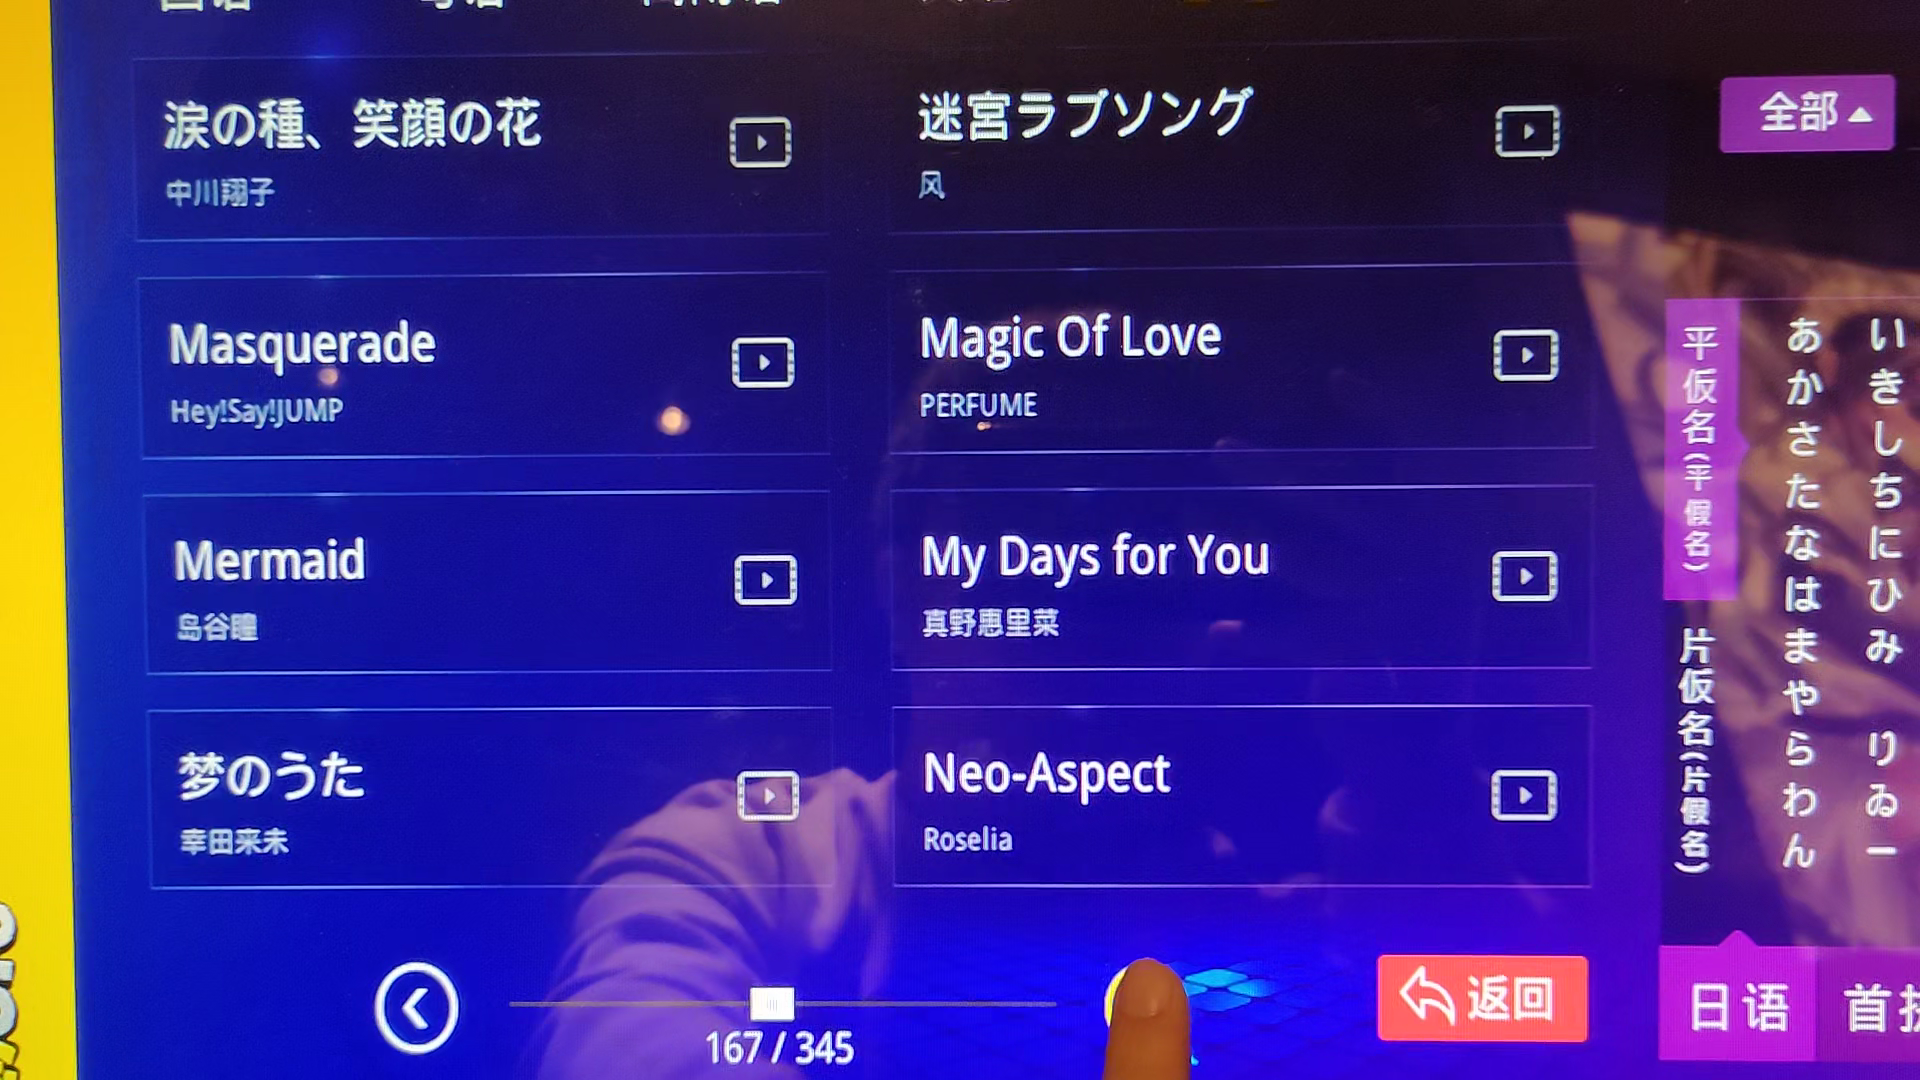 涙の種、笑顔の花
中川翔子
迷宮ラブソング
风
全部
Masquerade
Hey!Say!JUMP
Magic Of Love
PERFUME
Mermaid
岛谷瞳
My Days for You
真野恵里菜
梦のうた
幸田来未
Neo-Aspect
Roselia
平仮名(平假名)
片仮名(片假名)
あかさたなはまやらわん
いきしちにひみ りゐー
167 / 345
返回
日语
首